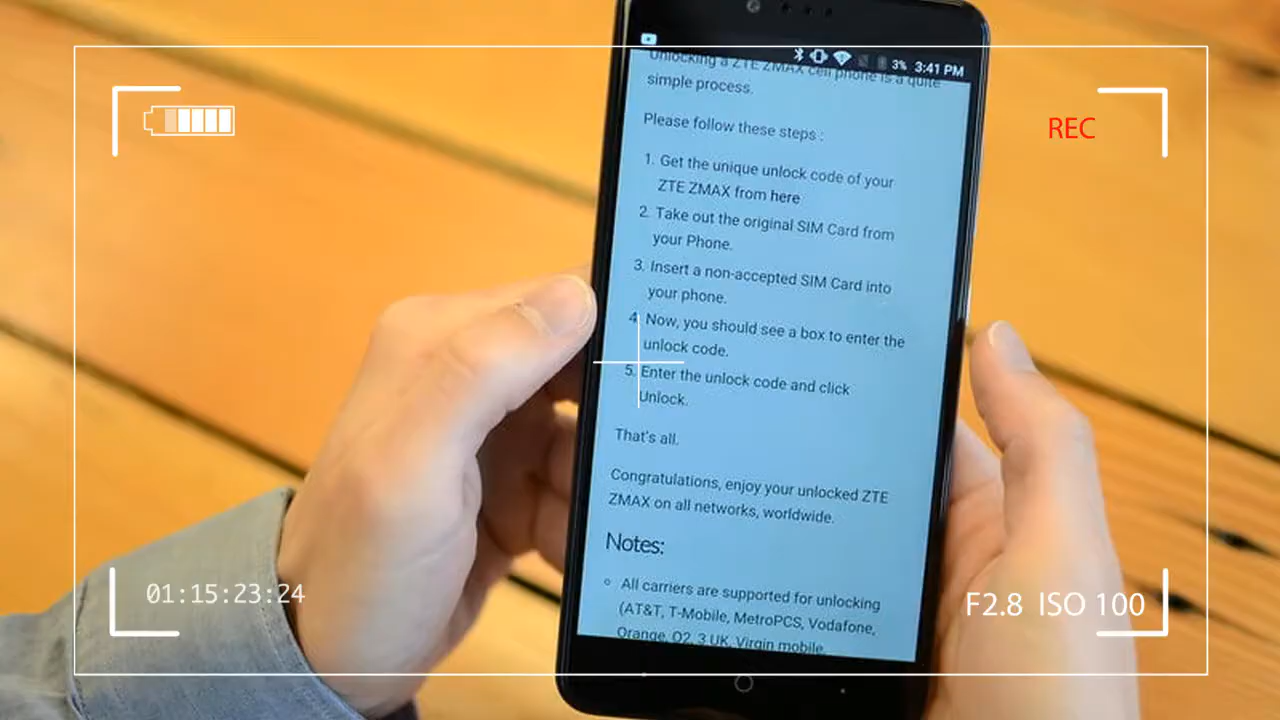 3% 3:41 PM
Unlocking a ZTE ZMAX cell phone is a quite
simple process.
REC
Please follow these steps :
1. Get the unique unlock code of your
ZTE ZMAX from here
2. Take out the original SIM Card from
your Phone.
3. Insert a non-accepted SIM Card into
your phone.
4. Now, you should see a box to enter the
unlock code.
5. Enter the unlock code and click
Unlock.
That's all.
Congratulations, enjoy your unlocked ZTE
ZMAX on all networks, worldwide.
Notes:
All carriers are supported for unlocking
(AT&T, T-Mobile, MetroPCS, Vodafone,
Orange, O2, 3 UK, Virgin mobile,
01:15:23:24
F2.8 ISO 100